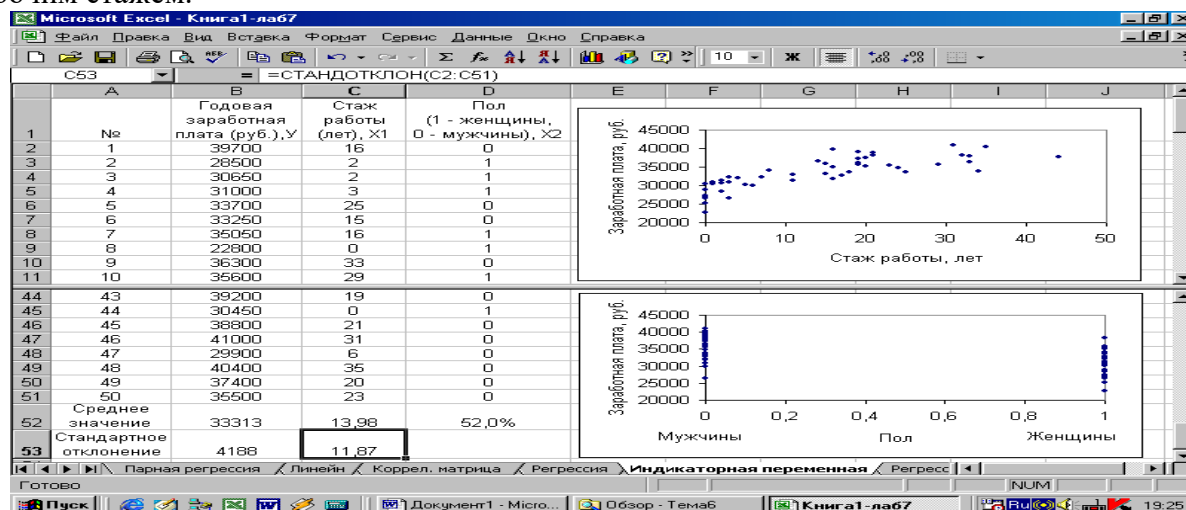 Microsoft Excel - Книга1-лаб7
Файл Правка Вид Вставка Формат Сервис Данные Окно Справка
10 Ж
C53 = =СТАНДОТКЛОН(C2:C51)
A B C D E F G H I J
1 № Годовая заработная плата (руб.),У Стаж работы (лет), X1 Пол (1 - женщины, 0 - мужчины), X2
2 1 39700 16 0
3 2 28500 2 1
4 3 30650 2 1
5 4 31000 3 1
6 5 33700 25 0
7 6 33250 15 0
8 7 35050 16 1
9 8 22800 0 1
10 9 36300 33 0
11 10 35600 29 1
44 43 39200 19 0
45 44 30450 0 1
46 45 38800 21 0
47 46 41000 31 0
48 47 29900 6 0
49 48 40400 35 0
50 49 37400 20 0
51 50 35500 23 0
52 Среднее значение 33313 13,98 52,0%
53 Стандартное отклонение 4188 11,87
Заработная плата, руб.
45000
40000
35000
30000
25000
20000
0 10 20 30 40 50
Стаж работы, лет
Заработная плата, руб.
45000
40000
35000
30000
25000
20000
0 0,2 0,4 0,6 0,8 1
Мужчины Пол Женщины
Парная регрессия Линейн Коррел. матрица Регрессия Индикаторная переменная Регресс
Готово NUM
Пуск Документ1 - Micro... Обзор - Тема6 Книга1-лаб7 Ru 19:25